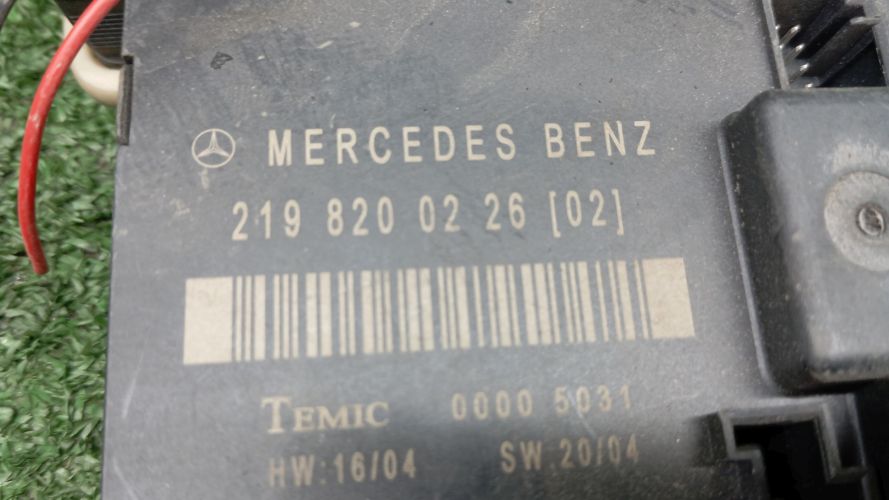 MERCEDES BENZ
219 820 02 26 [02]
TEMIC 0000 5031
HW:16/04 SW:20/04